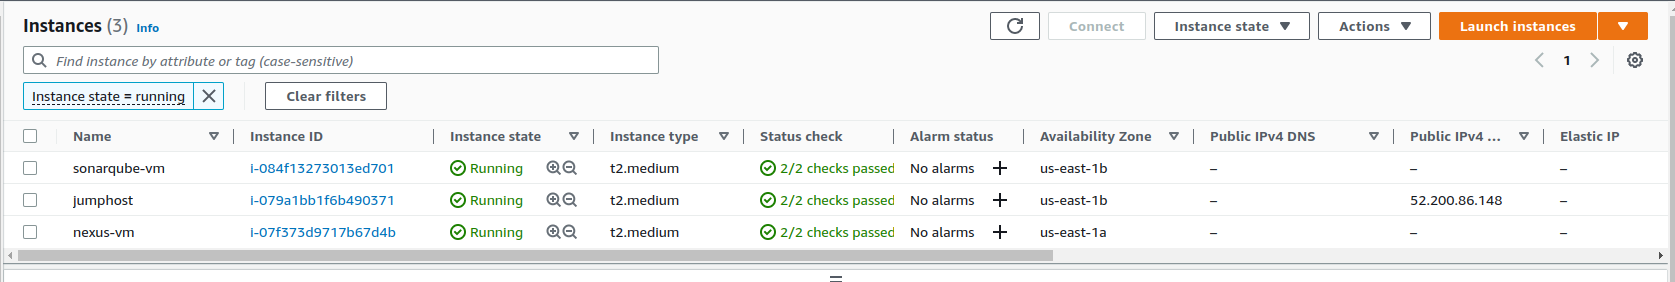 Instances (3) Info
Connect Instance state Actions Launch instances
Find instance by attribute or tag (case-sensitive)
1
Instance state = running Clear filters
Name Instance ID Instance state Instance type Status check Alarm status Availability Zone Public IPv4 DNS Public IPv4 ... Elastic IP
sonarqube-vm i-084f13273013ed701 Running t2.medium 2/2 checks passed No alarms + us-east-1b – – –
jumphost i-079a1bb1f6b490371 Running t2.medium 2/2 checks passed No alarms + us-east-1b – 52.200.86.148 –
nexus-vm i-07f373d9717b67d4b Running t2.medium 2/2 checks passed No alarms + us-east-1a – – –